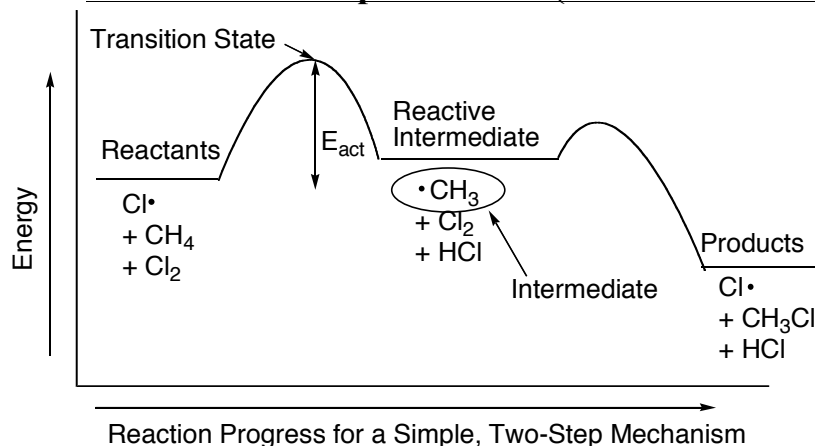 Transition State
Reactive
Intermediate
Reactants
E_act
Cl•
+ CH₄
+ Cl₂
•CH₃
+ Cl₂
+ HCl
Intermediate
Products
Cl•
+ CH₃Cl
+ HCl
Energy
Reaction Progress for a Simple, Two-Step Mechanism